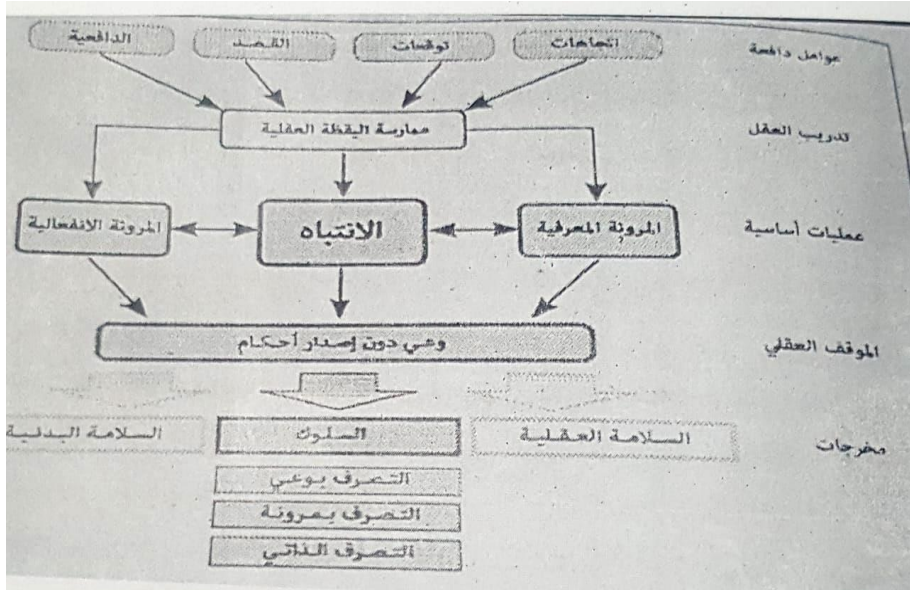 عوامل دافعة
اتجاهات
توقعات
القصد
الدافعية
تدريب العقل
ممارسة اليقظة العقلية
عمليات أساسية
المرونة المعرفية
الانتباه
المرونة الانفعالية
الموقف العقلي
وعي دون إصدار أحكام
مخرجات
السلامة العقلية
السلوك
السلامة البدنية
التصرف بوعي
التصرف بمرونة
التصرف الذاتي